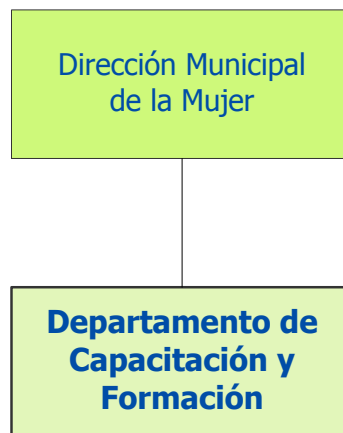 Dirección Municipal
de la Mujer
Departamento de
Capacitación y
Formación